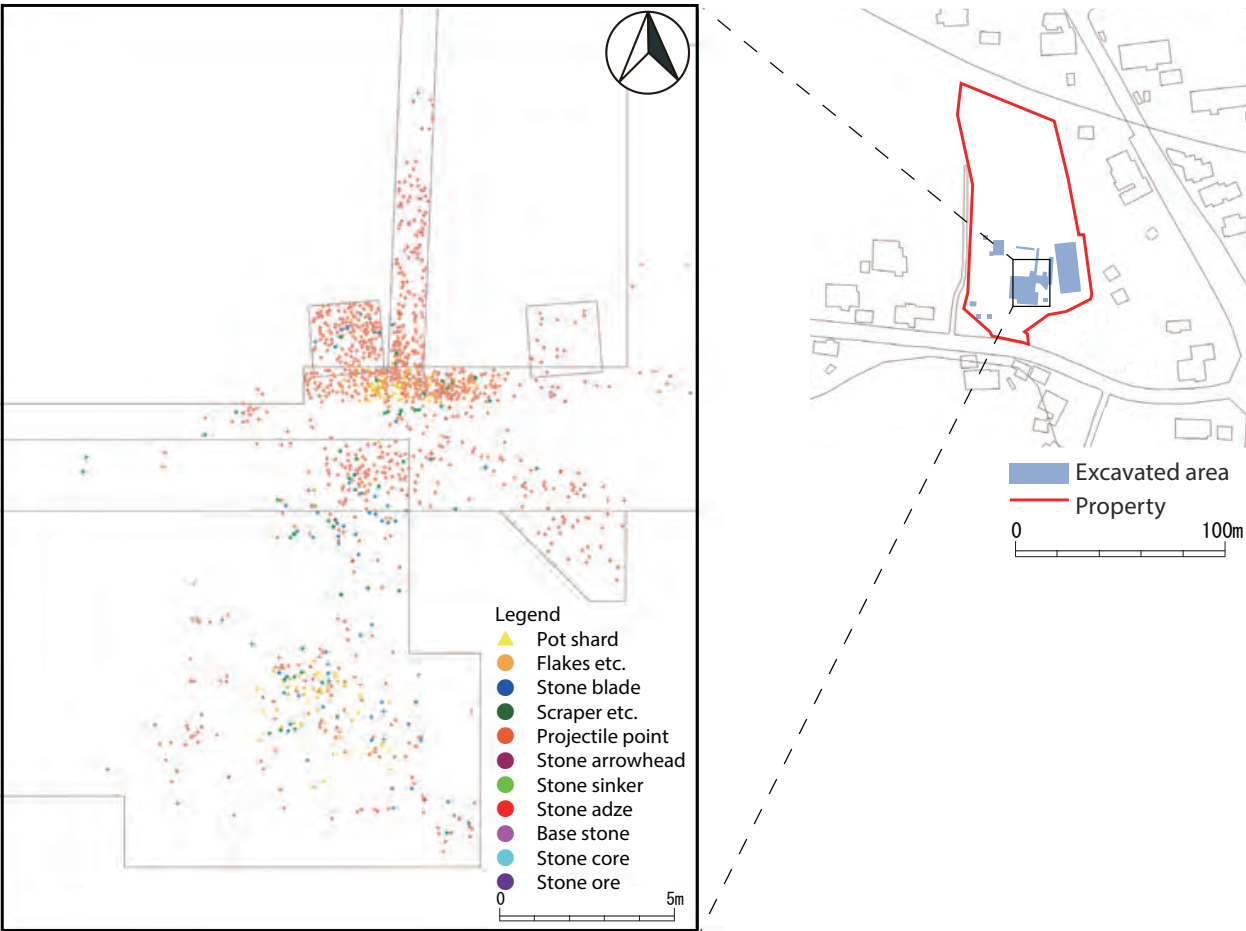 Legend
Pot shard
Flakes etc.
Stone blade
Scraper etc.
Projectile point
Stone arrowhead
Stone sinker
Stone adze
Base stone
Stone core
Stone ore
0 5m
Excavated area
Property
0 100m